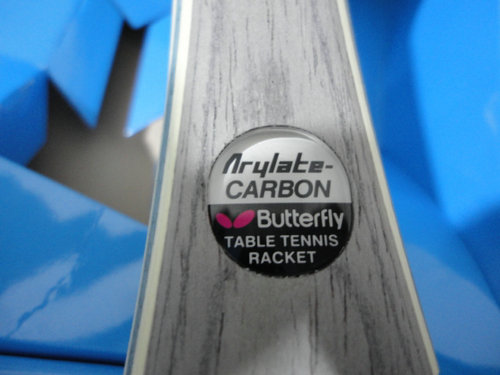 Arylate-
CARBON
Butterfly
TABLE TENNIS
RACKET